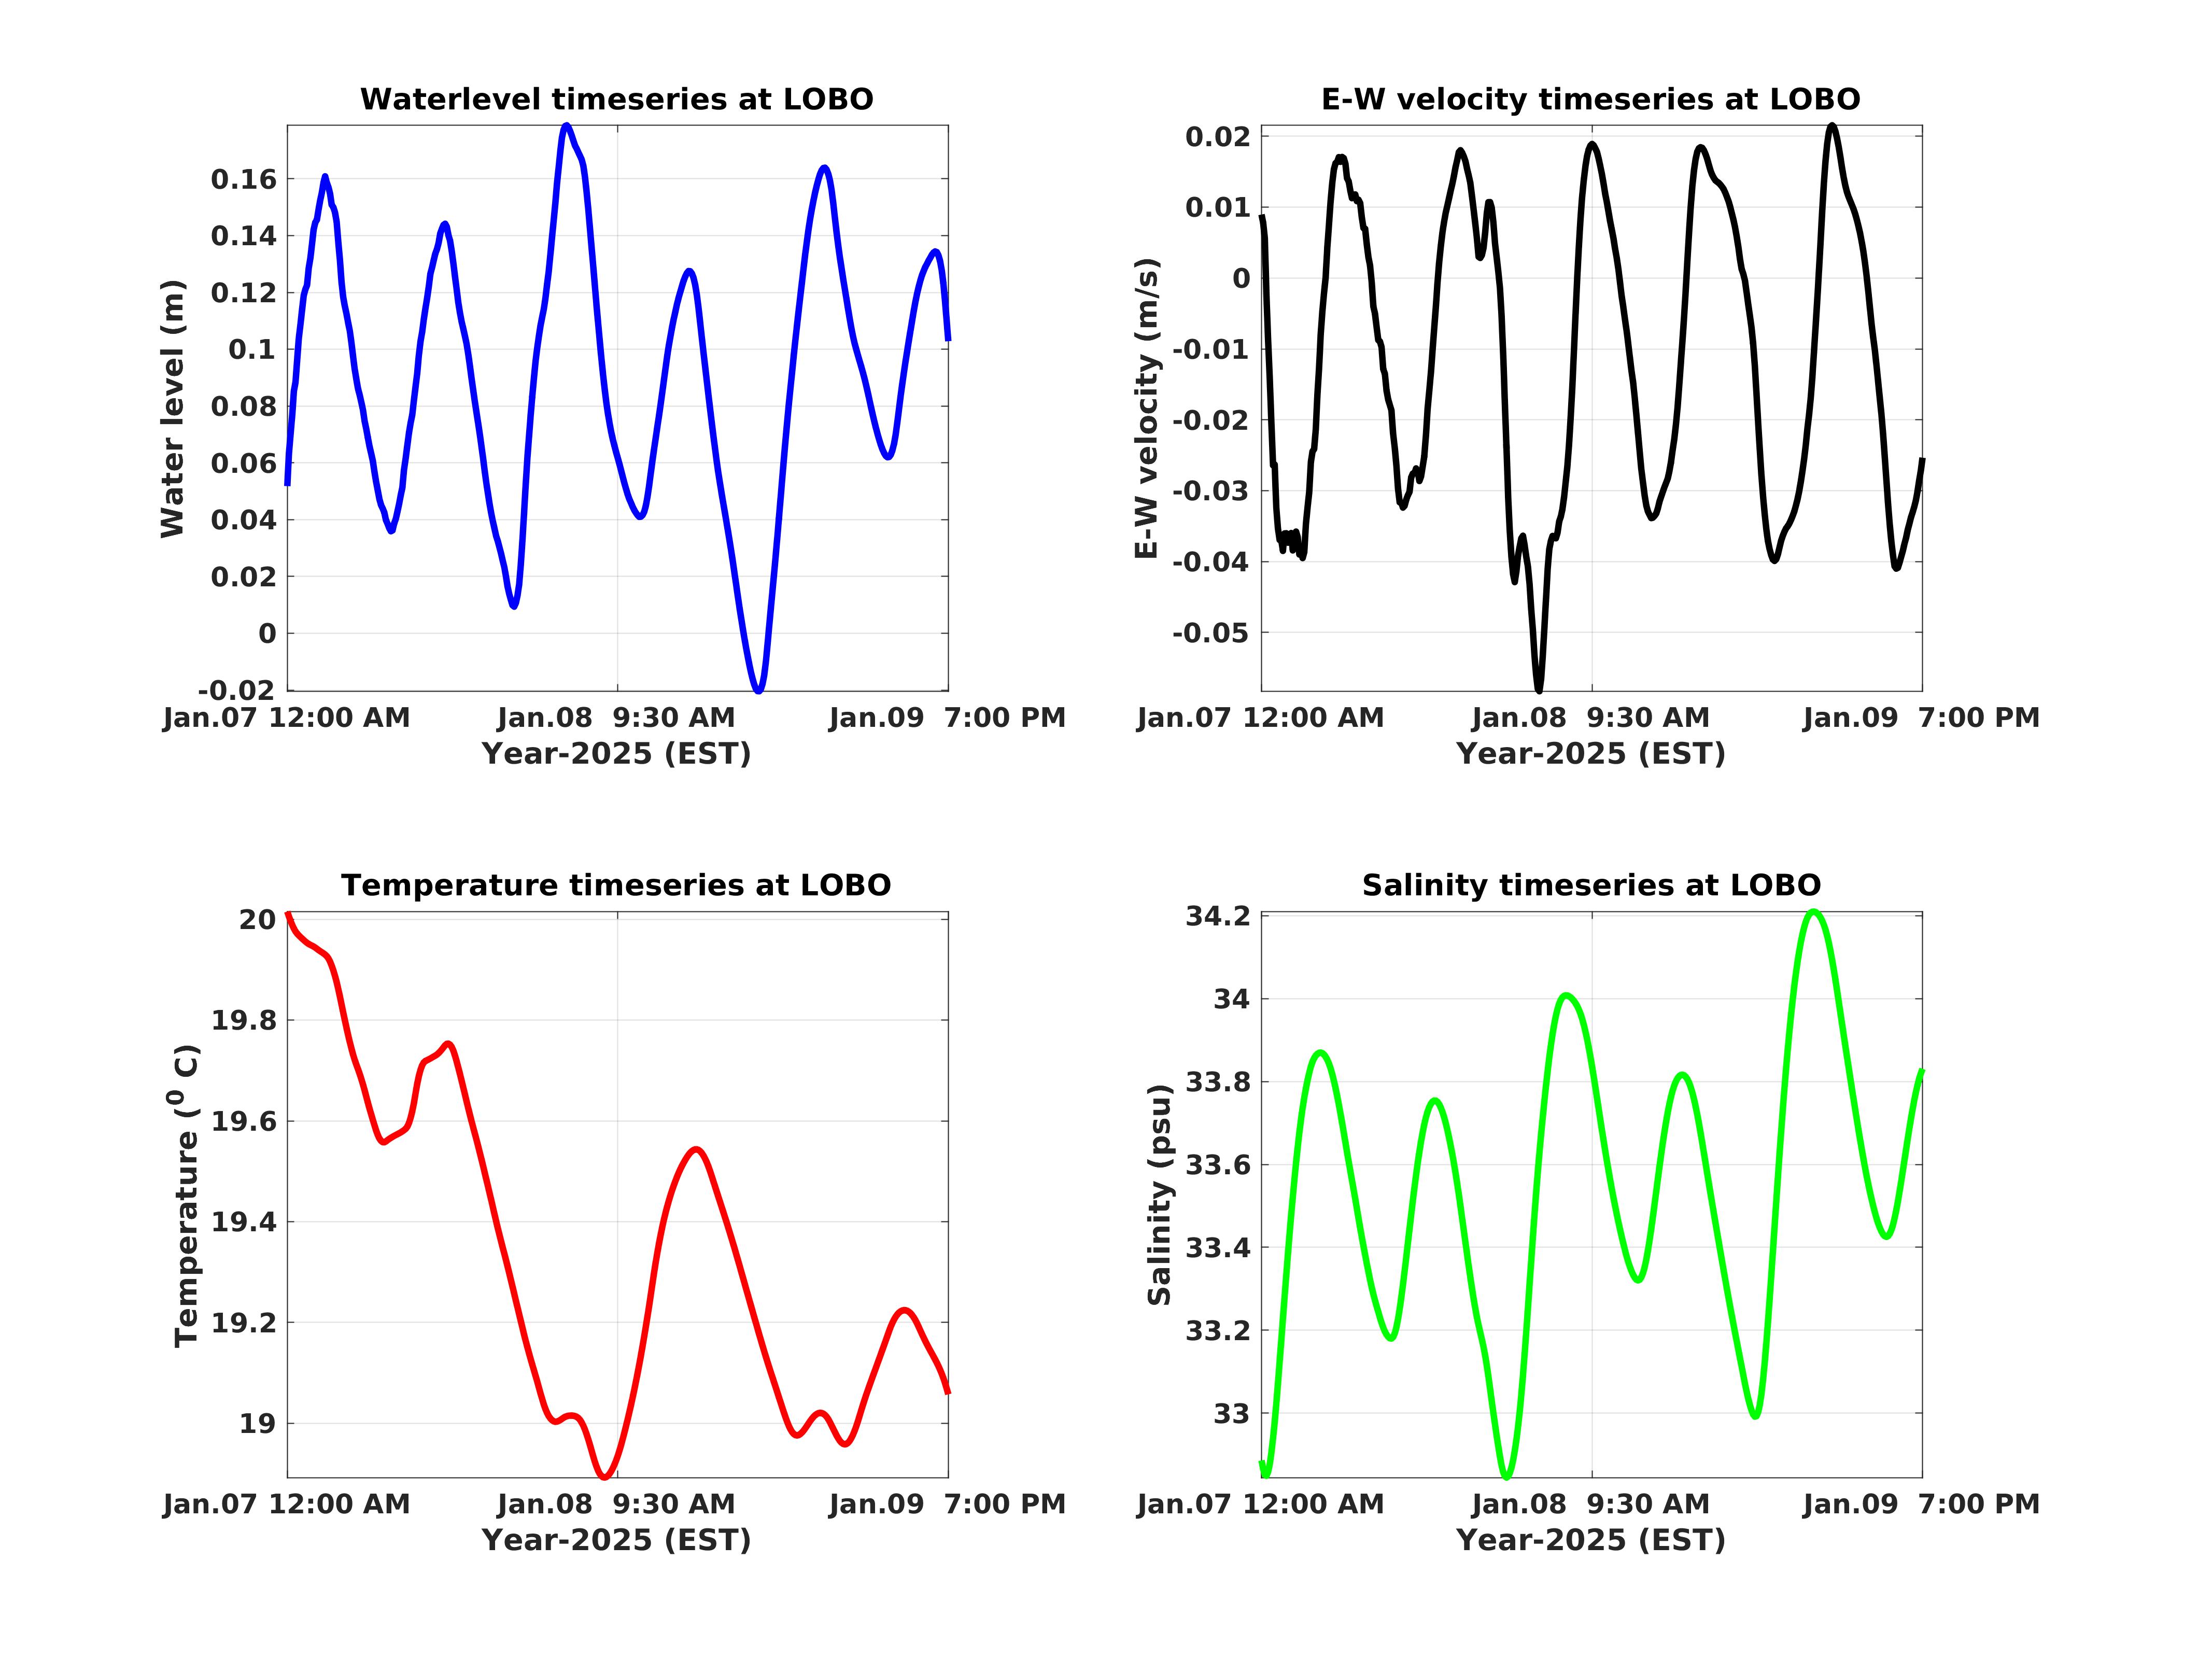 Waterlevel timeseries at LOBO
0.16
0.14
0.12
0.1
0.08
0.06
0.04
0.02
0
-0.02
Water level (m)
Jan.07 12:00 AM Jan.08  9:30 AM Jan.09  7:00 PM
Year-2025 (EST)
E-W velocity timeseries at LOBO
0.02
0.01
0
-0.01
-0.02
-0.03
-0.04
-0.05
E-W velocity (m/s)
Jan.07 12:00 AM Jan.08  9:30 AM Jan.09  7:00 PM
Year-2025 (EST)
Temperature timeseries at LOBO
20
19.8
19.6
19.4
19.2
19
Temperature (⁰ C)
Jan.07 12:00 AM Jan.08  9:30 AM Jan.09  7:00 PM
Year-2025 (EST)
Salinity timeseries at LOBO
34.2
34
33.8
33.6
33.4
33.2
33
Salinity (psu)
Jan.07 12:00 AM Jan.08  9:30 AM Jan.09  7:00 PM
Year-2025 (EST)